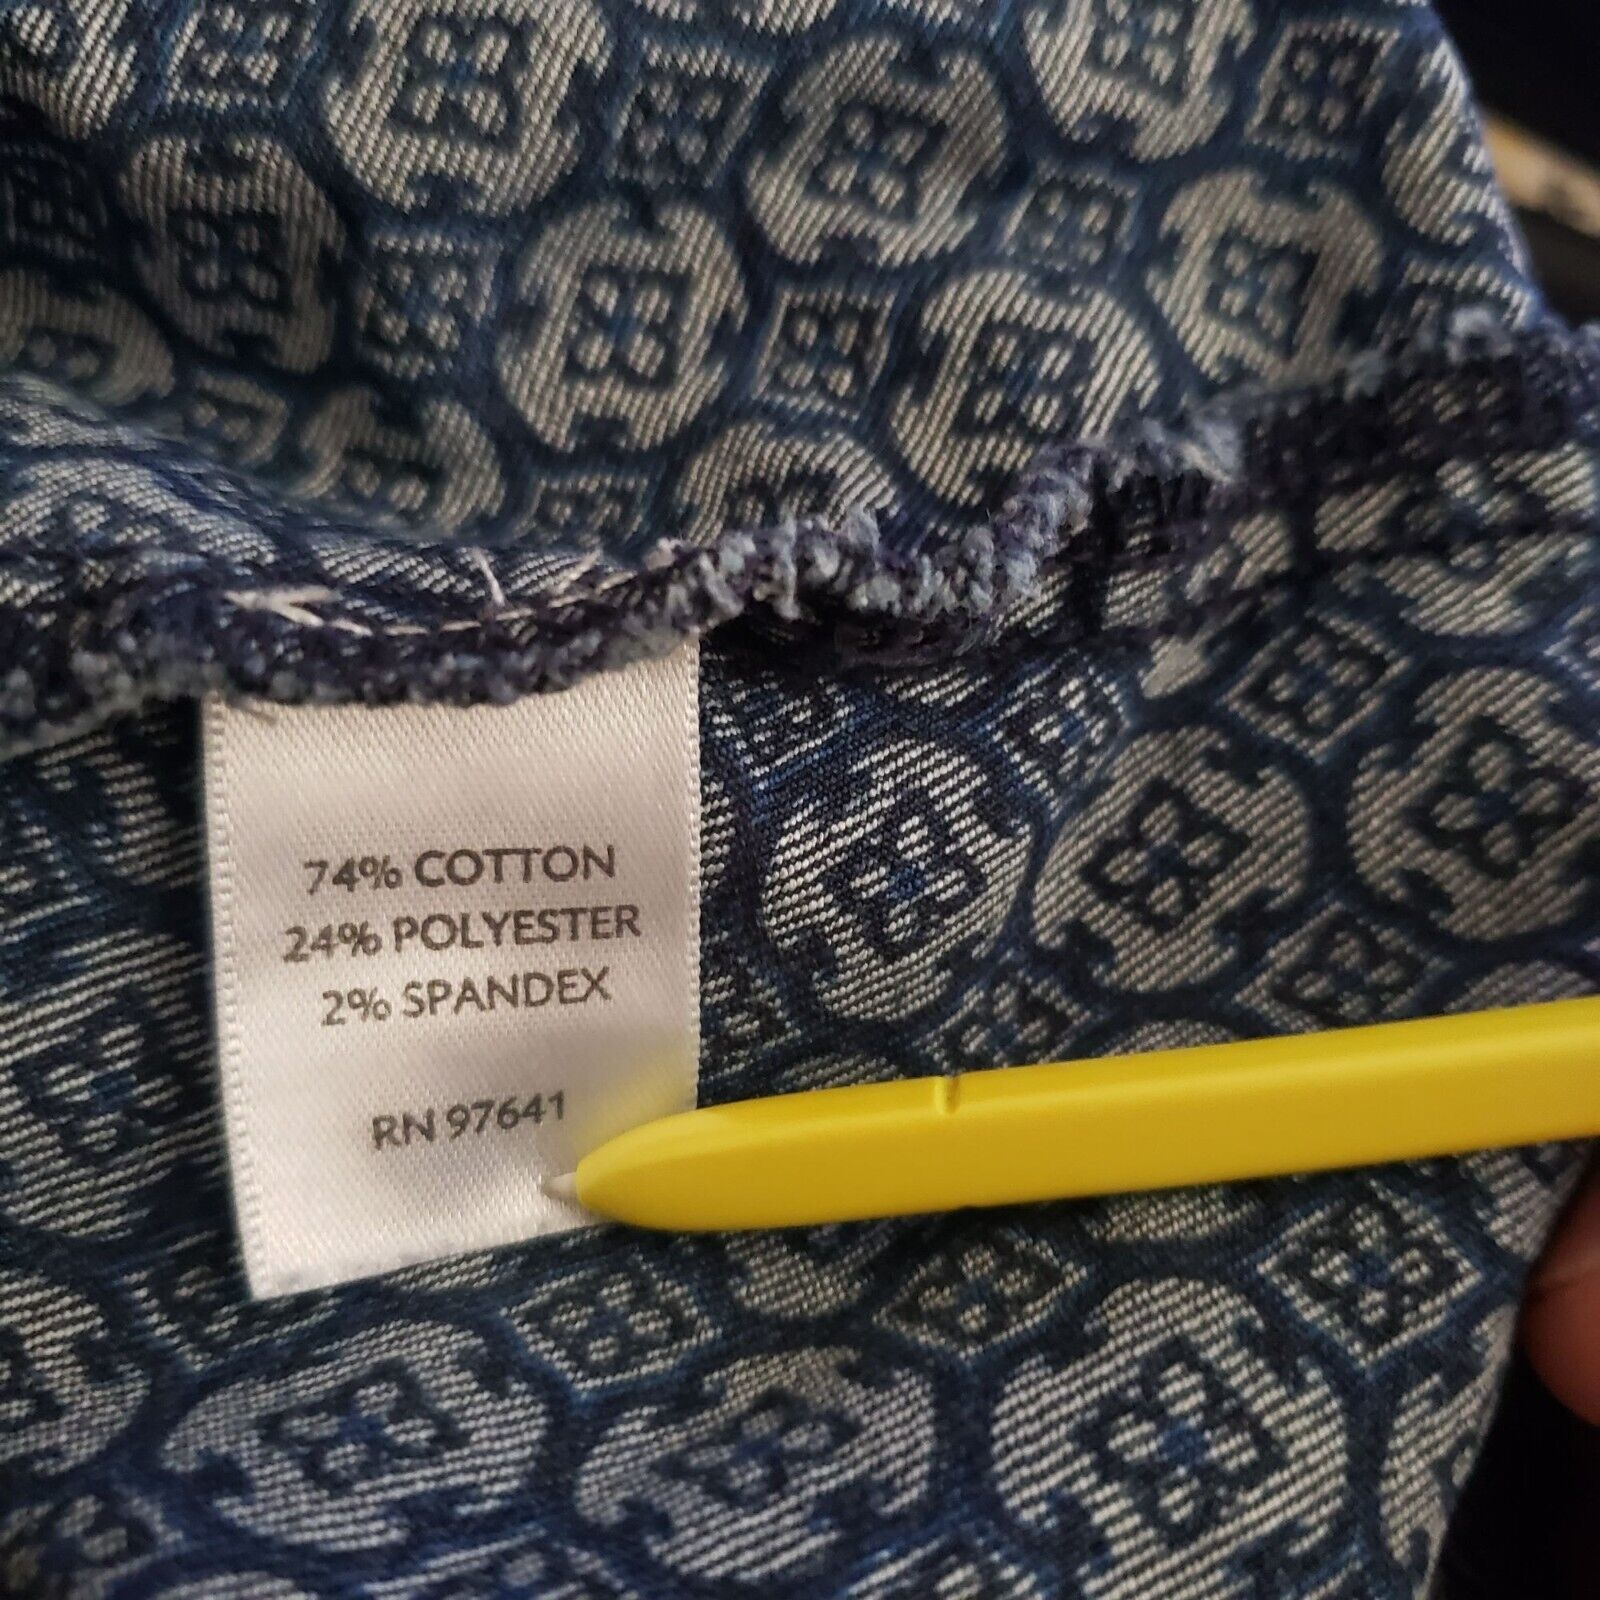 74% COTTON
24% POLYESTER
2% SPANDEX
RN 97641